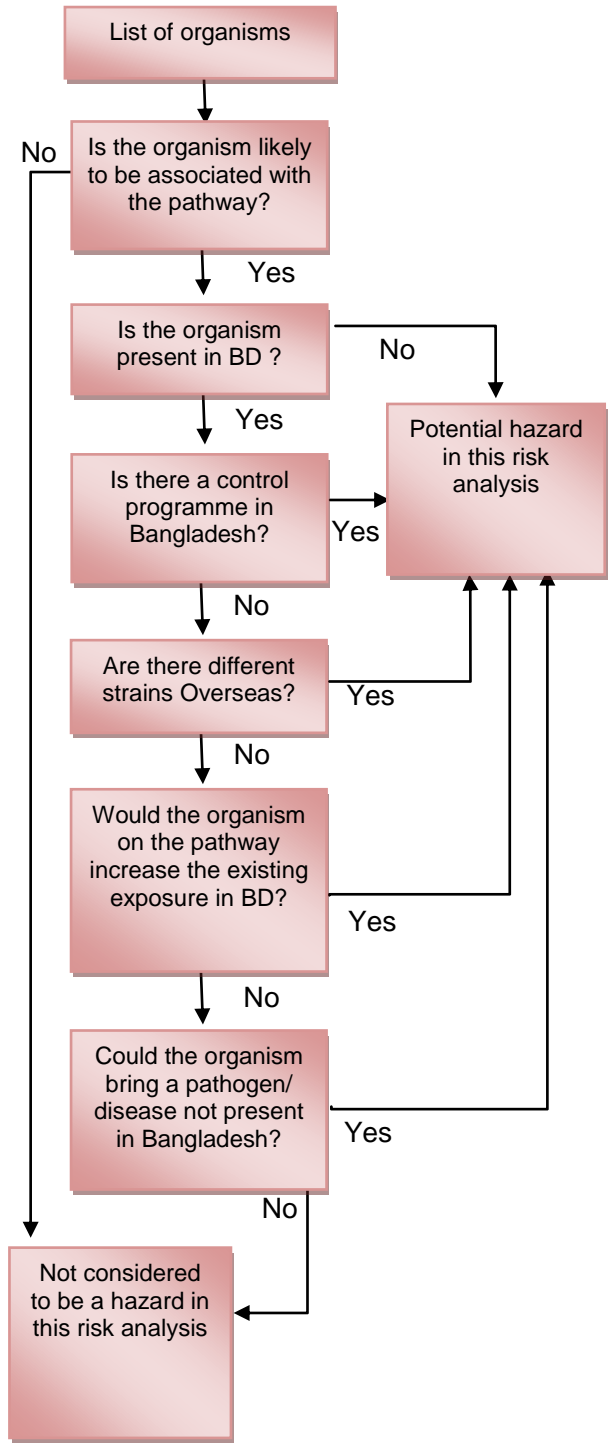 List of organisms
No
Is the organism likely
to be associated with
the pathway?
Yes
Is the organism
present in BD ?
No
Yes
Potential hazard
in this risk
analysis
Is there a control
programme in
Bangladesh?
Yes
No
Are there different
strains Overseas?
Yes
No
Would the organism
on the pathway
increase the existing
exposure in BD?
Yes
No
Could the organism
bring a pathogen/
disease not present
in Bangladesh?
Yes
No
Not considered
to be a hazard in
this risk analysis